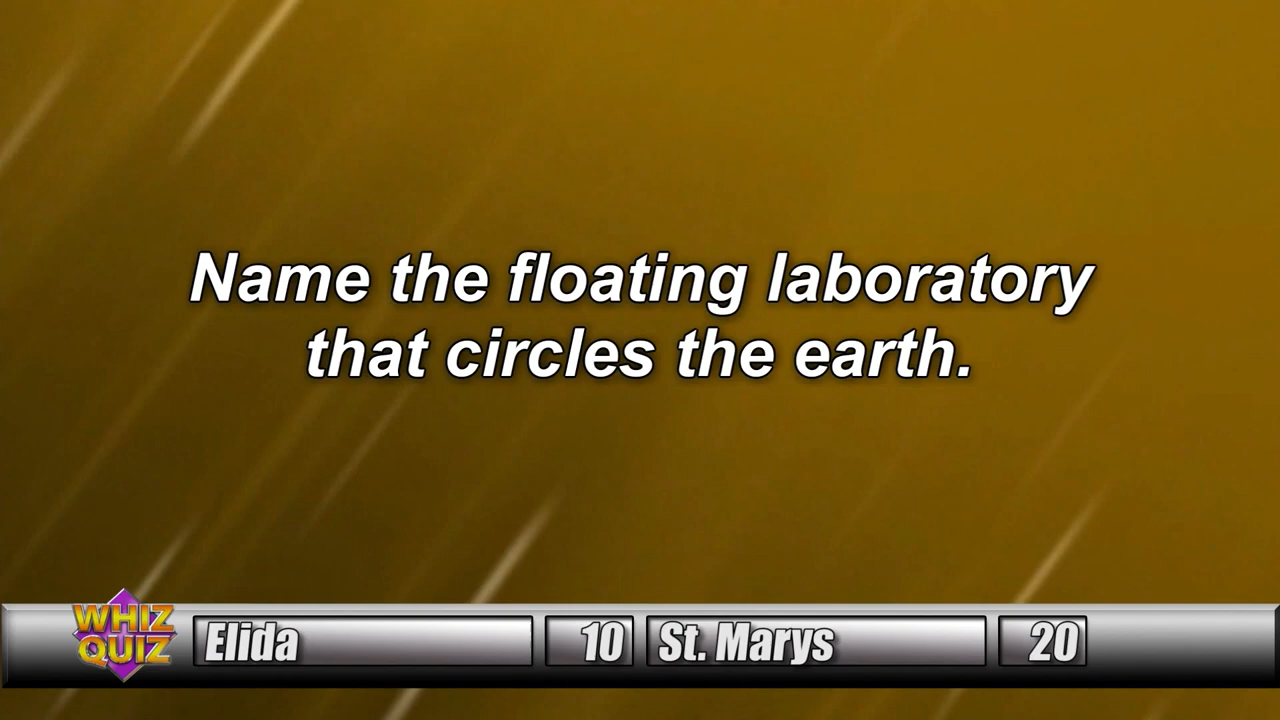 Name the floating laboratory
that circles the earth.
WHIZ
QUIZ
Elida 10 St. Marys 20